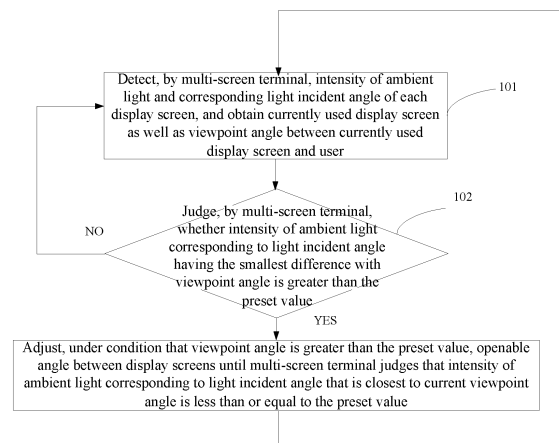 Detect, by multi-screen terminal, intensity of ambient
light and corresponding light incident angle of each
display screen, and obtain currently used display screen
as well as viewpoint angle between currently used
display screen and user
101
Judge, by multi-screen terminal,
whether intensity of ambient light
corresponding to light incident angle
having the smallest difference with
viewpoint angle is greater than the
preset value
102
NO
YES
Adjust, under condition that viewpoint angle is greater than the preset value, openable
angle between display screens until multi-screen terminal judges that intensity of
ambient light corresponding to light incident angle that is closest to current viewpoint
angle is less than or equal to the preset value